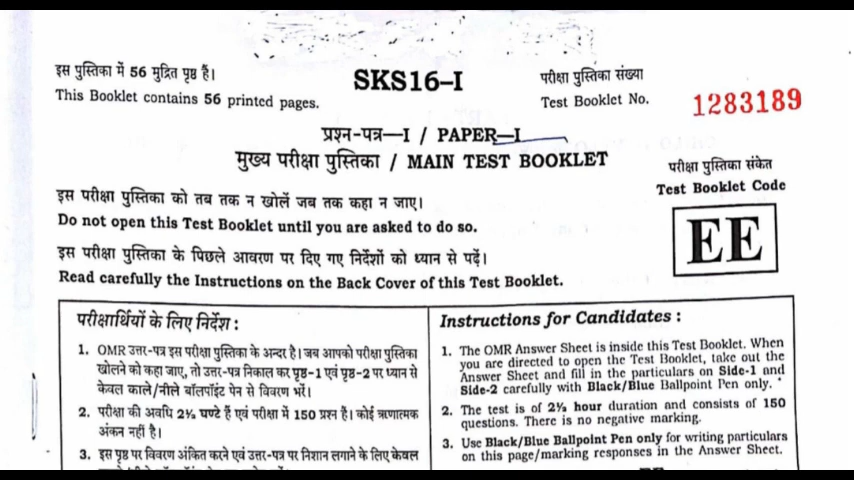 इस पुस्तिका में 56 मुद्रित पृष्ठ हैं।
This Booklet contains 56 printed pages.
SKS16–I
परीक्षा पुस्तिका संख्या
Test Booklet No.
1283189
प्रश्न-पत्र—I / PAPER—I
मुख्य परीक्षा पुस्तिका / MAIN TEST BOOKLET
परीक्षा पुस्तिका संकेत
Test Booklet Code
EE
इस परीक्षा पुस्तिका को तब तक न खोलें जब तक कहा न जाए।
Do not open this Test Booklet until you are asked to do so.
इस परीक्षा पुस्तिका के पिछले आवरण पर दिए गए निर्देशों को ध्यान से पढ़ें।
Read carefully the Instructions on the Back Cover of this Test Booklet.
परीक्षार्थियों के लिए निर्देश :
1. OMR उत्तर-पत्र इस परीक्षा पुस्तिका के अन्दर है। जब आपको परीक्षा पुस्तिका
खोलने को कहा जाए, तो उत्तर-पत्र निकाल कर पृष्ठ-1 एवं पृष्ठ-2 पर ध्यान से
केवल काले/नीले बॉलपॉइंट पेन से विवरण भरें।
2. परीक्षा की अवधि 2½ घण्टे हैं एवं परीक्षा में 150 प्रश्न हैं। कोई ऋणात्मक
अंकन नहीं है।
3. इस पृष्ठ पर विवरण अंकित करने एवं उत्तर-पत्र पर निशान लगाने के लिए केवल
Instructions for Candidates :
1. The OMR Answer Sheet is inside this Test Booklet. When
you are directed to open the Test Booklet, take out the
Answer Sheet and fill in the particulars on Side-1 and
Side-2 carefully with Black/Blue Ballpoint Pen only.
2. The test is of 2½ hour duration and consists of 150
questions. There is no negative marking.
3. Use Black/Blue Ballpoint Pen only for writing particulars
on this page/marking responses in the Answer Sheet.